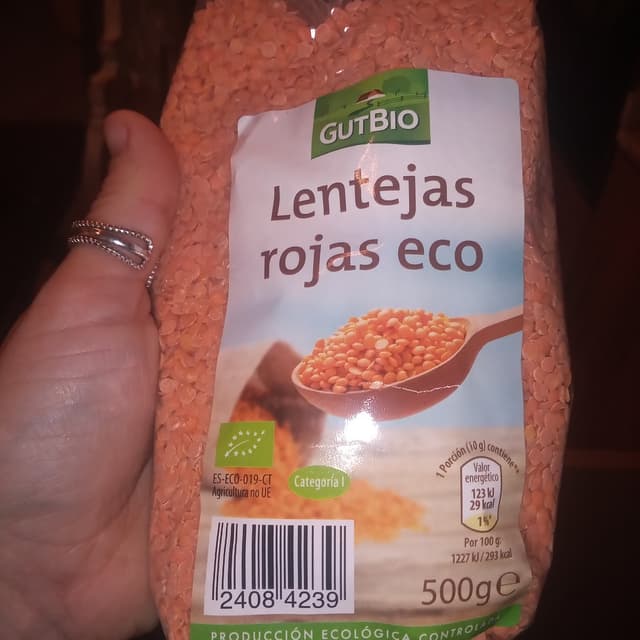 GUTBIO
Lentejas
rojas eco
ES-ECO-019-CT
Agricultura no UE
Categoría I
1 Porción (10 g) contiene**
Valor
energético
123 kJ
29 kcal
1%*
Por 100 g:
1227 kJ/293 kcal
2408 4239
500g℮
PRODUCCIÓN ECOLÓGICA CONTROLADA